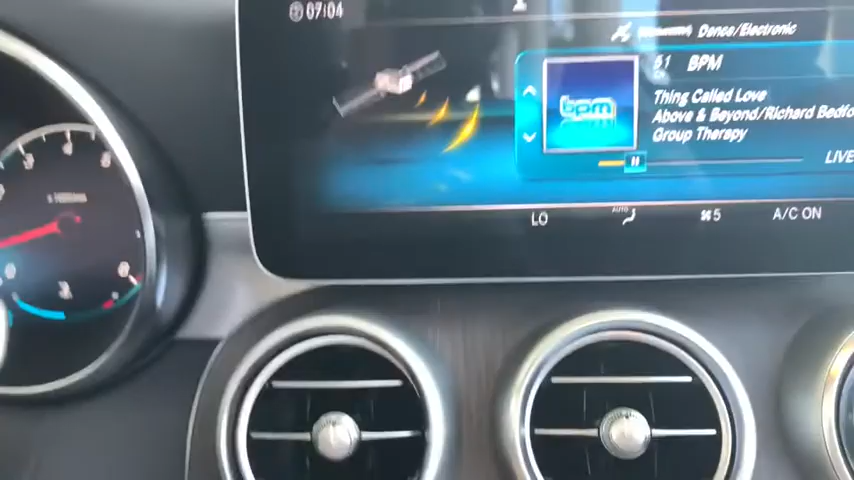 07:04
Dance/Electronic
51 BPM
bpm
Thing Called Love
Above & Beyond/Richard Bedfo
Group Therapy
LIVE
LO
AUTO
5
A/C ON